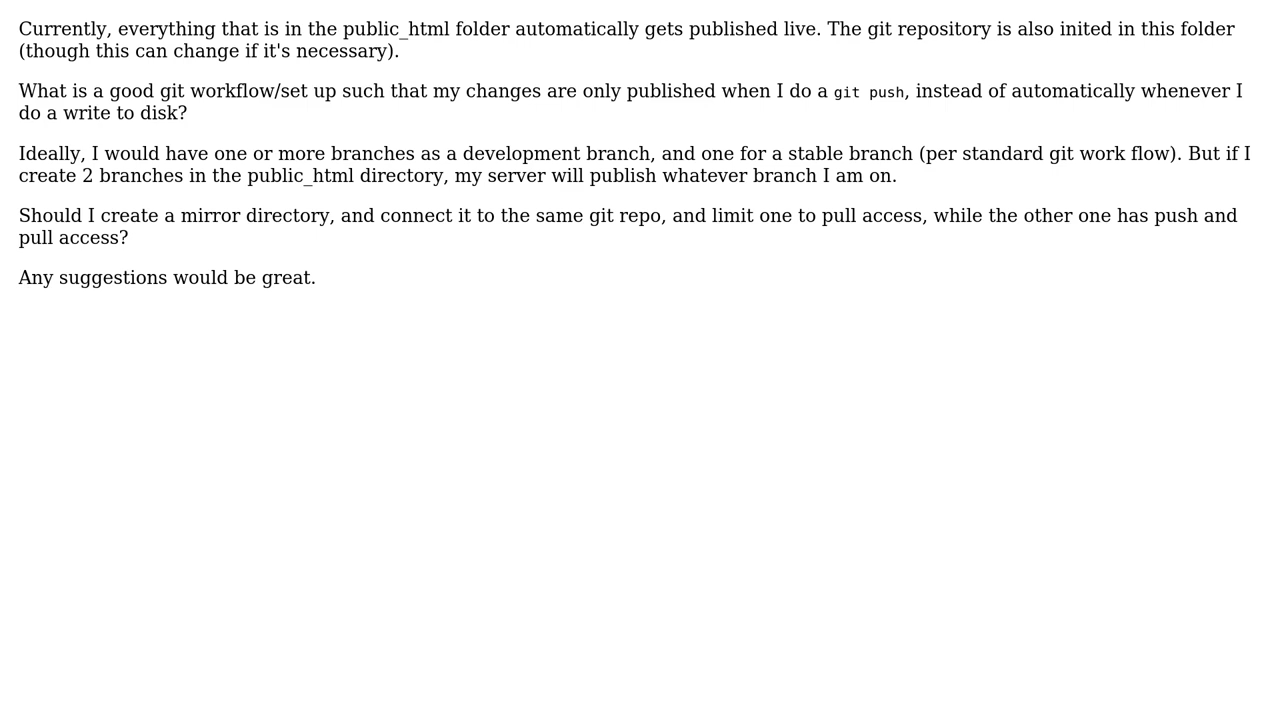 Currently, everything that is in the public_html folder automatically gets published live. The git repository is also inited in this folder
(though this can change if it's necessary).
What is a good git workflow/set up such that my changes are only published when I do a git push, instead of automatically whenever I
do a write to disk?
Ideally, I would have one or more branches as a development branch, and one for a stable branch (per standard git work flow). But if I
create 2 branches in the public_html directory, my server will publish whatever branch I am on.
Should I create a mirror directory, and connect it to the same git repo, and limit one to pull access, while the other one has push and
pull access?
Any suggestions would be great.